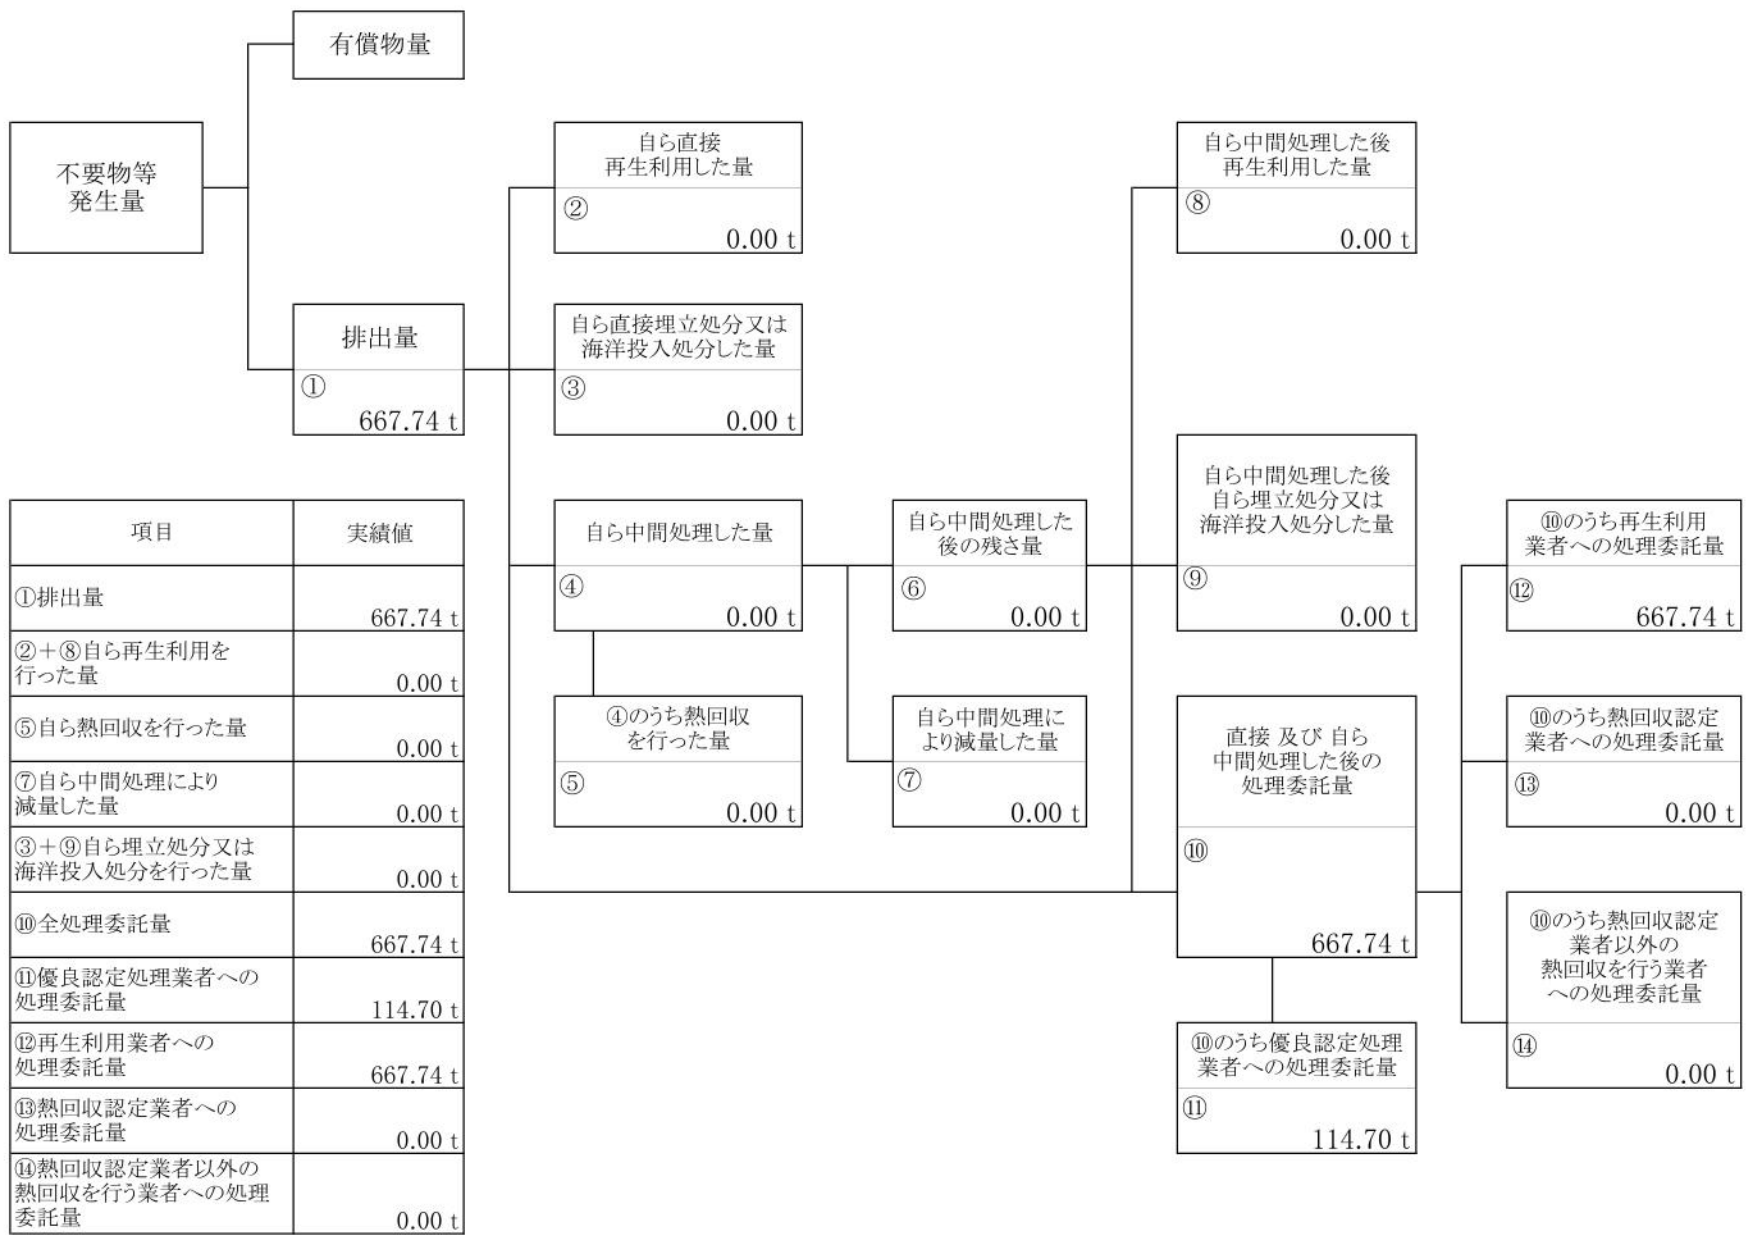 有償物量
不要物等
発生量
自ら直接
再生利用した量
②
0.00 t
自ら中間処理した後
再生利用した量
⑧
0.00 t
排出量
①
667.74 t
自ら直接埋立処分又は
海洋投入処分した量
③
0.00 t
自ら中間処理した量
④
0.00 t
自ら中間処理した
後の残さ量
⑥
0.00 t
自ら中間処理した後
自ら埋立処分又は
海洋投入処分した量
⑨
0.00 t
⑩のうち再生利用
業者への処理委託量
⑫
667.74 t
④のうち熱回収
を行った量
⑤
0.00 t
自ら中間処理に
より減量した量
⑦
0.00 t
直接 及び 自ら
中間処理した後の
処理委託量
⑩
667.74 t
⑩のうち熱回収認定
業者への処理委託量
⑬
0.00 t
⑩のうち熱回収認定
業者以外の
熱回収を行う業者
への処理委託量
⑭
0.00 t
⑩のうち優良認定処理
業者への処理委託量
⑪
114.70 t
項目 実績値
①排出量
667.74 t
②＋⑧自ら再生利用を
行った量
0.00 t
⑤自ら熱回収を行った量
0.00 t
⑦自ら中間処理により
減量した量
0.00 t
③＋⑨自ら埋立処分又は
海洋投入処分を行った量
0.00 t
⑩全処理委託量
667.74 t
⑪優良認定処理業者への
処理委託量
114.70 t
⑫再生利用業者への
処理委託量
667.74 t
⑬熱回収認定業者への
処理委託量
0.00 t
⑭熱回収認定業者以外の
熱回収を行う業者への処理
委託量
0.00 t